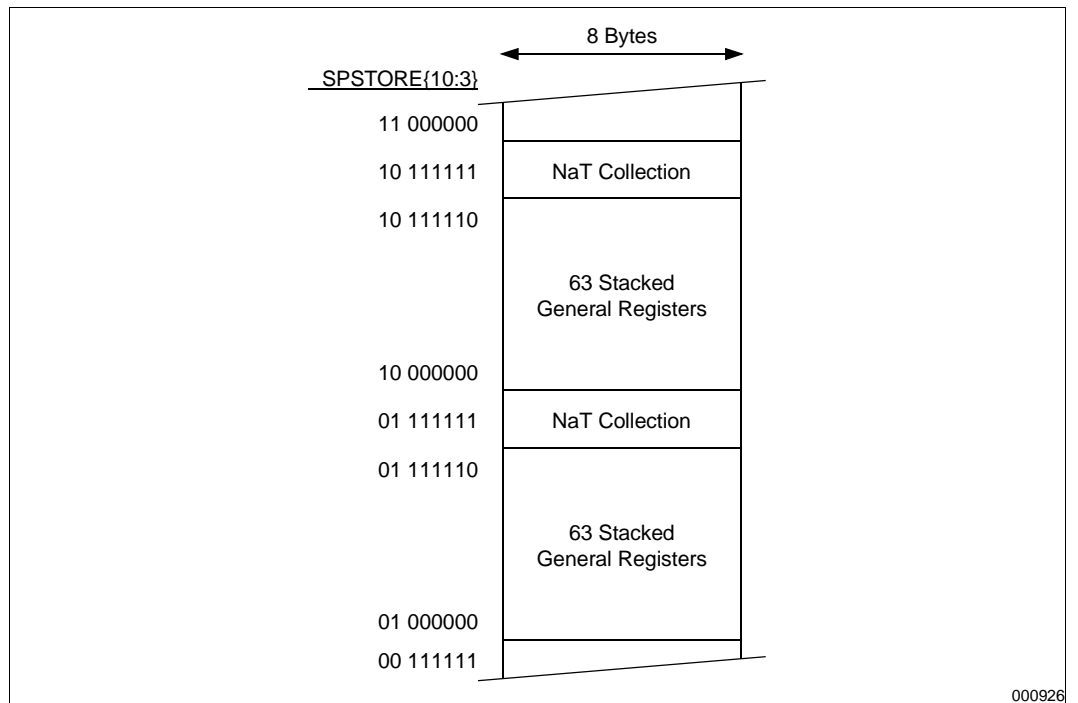 8 Bytes
SPSTORE{10:3}
11 000000
10 111111 NaT Collection
10 111110
63 Stacked
General Registers
10 000000
01 111111 NaT Collection
01 111110
63 Stacked
General Registers
01 000000
00 111111
000926